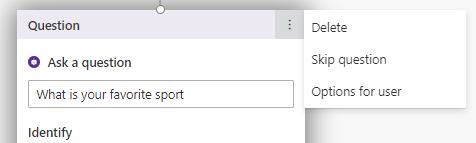 Question
Delete
Ask a question
Skip question
What is your favorite sport
Options for user
Identify